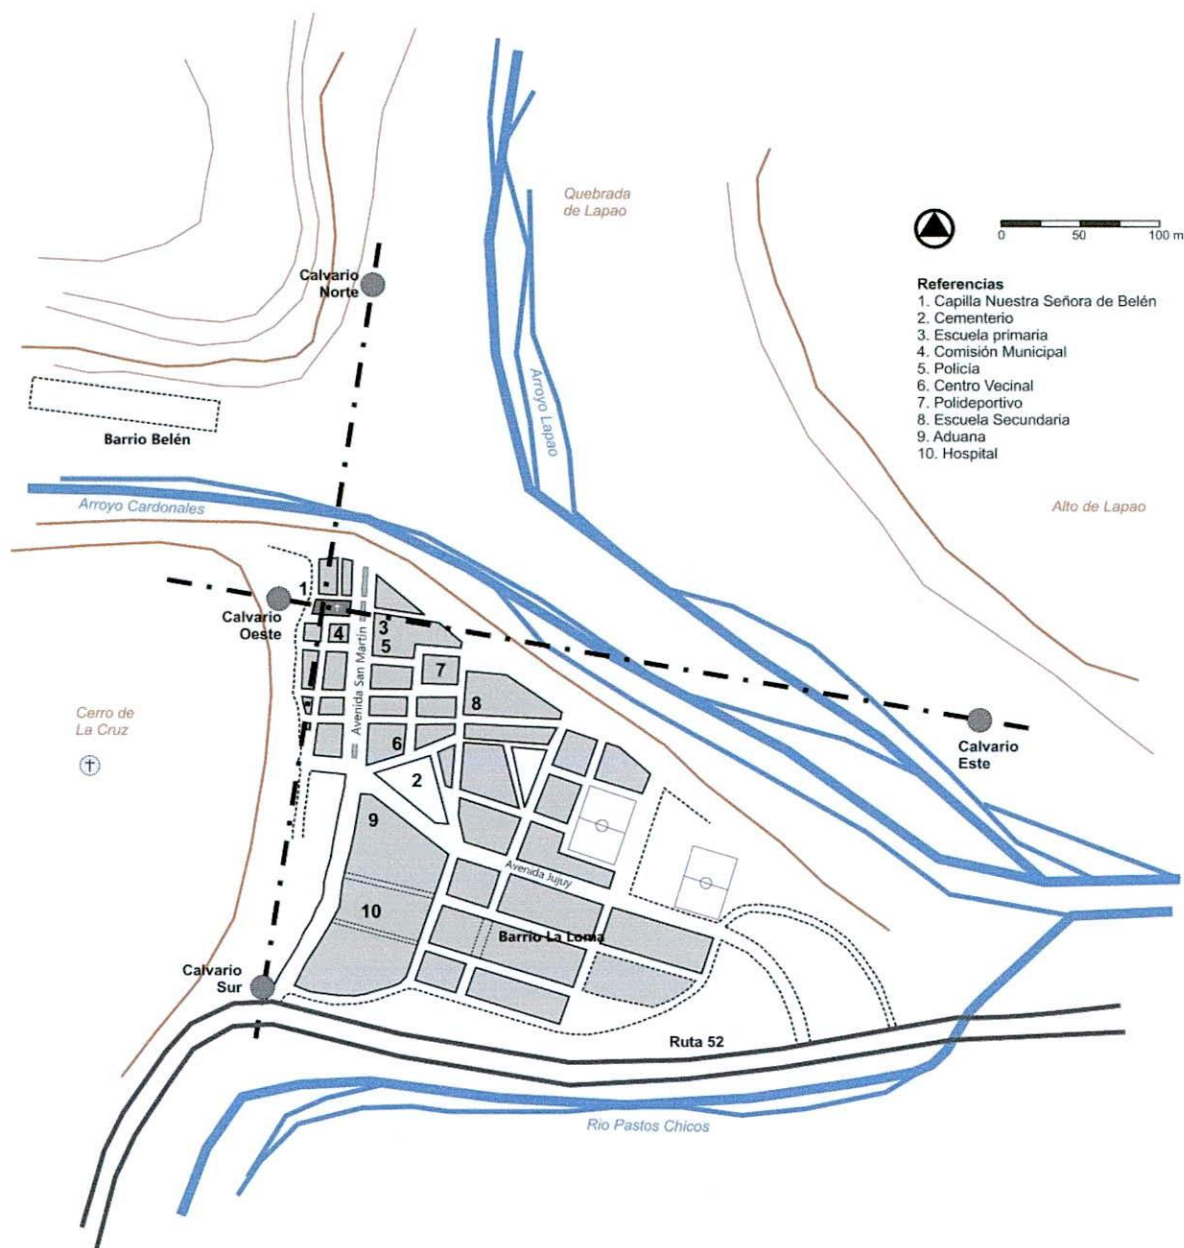 Quebrada
de Lapao
0 50 100 m
Calvario
Norte
Referencias
1. Capilla Nuestra Señora de Belén
2. Cementerio
3. Escuela primaria
4. Comisión Municipal
5. Policía
6. Centro Vecinal
7. Polideportivo
8. Escuela Secundaria
9. Aduana
10. Hospital
Arroyo Lapao
Barrio Belén
Arroyo Cardonales
Alto de Lapao
1
Calvario
Oeste
4
3
5
7
Avenida San Martín
8
6
Cerro de
La Cruz
Calvario
Este
2
9
Avenida Jujuy
10
Barrio La Loma
Calvario
Sur
Ruta 52
Rio Pastos Chicos